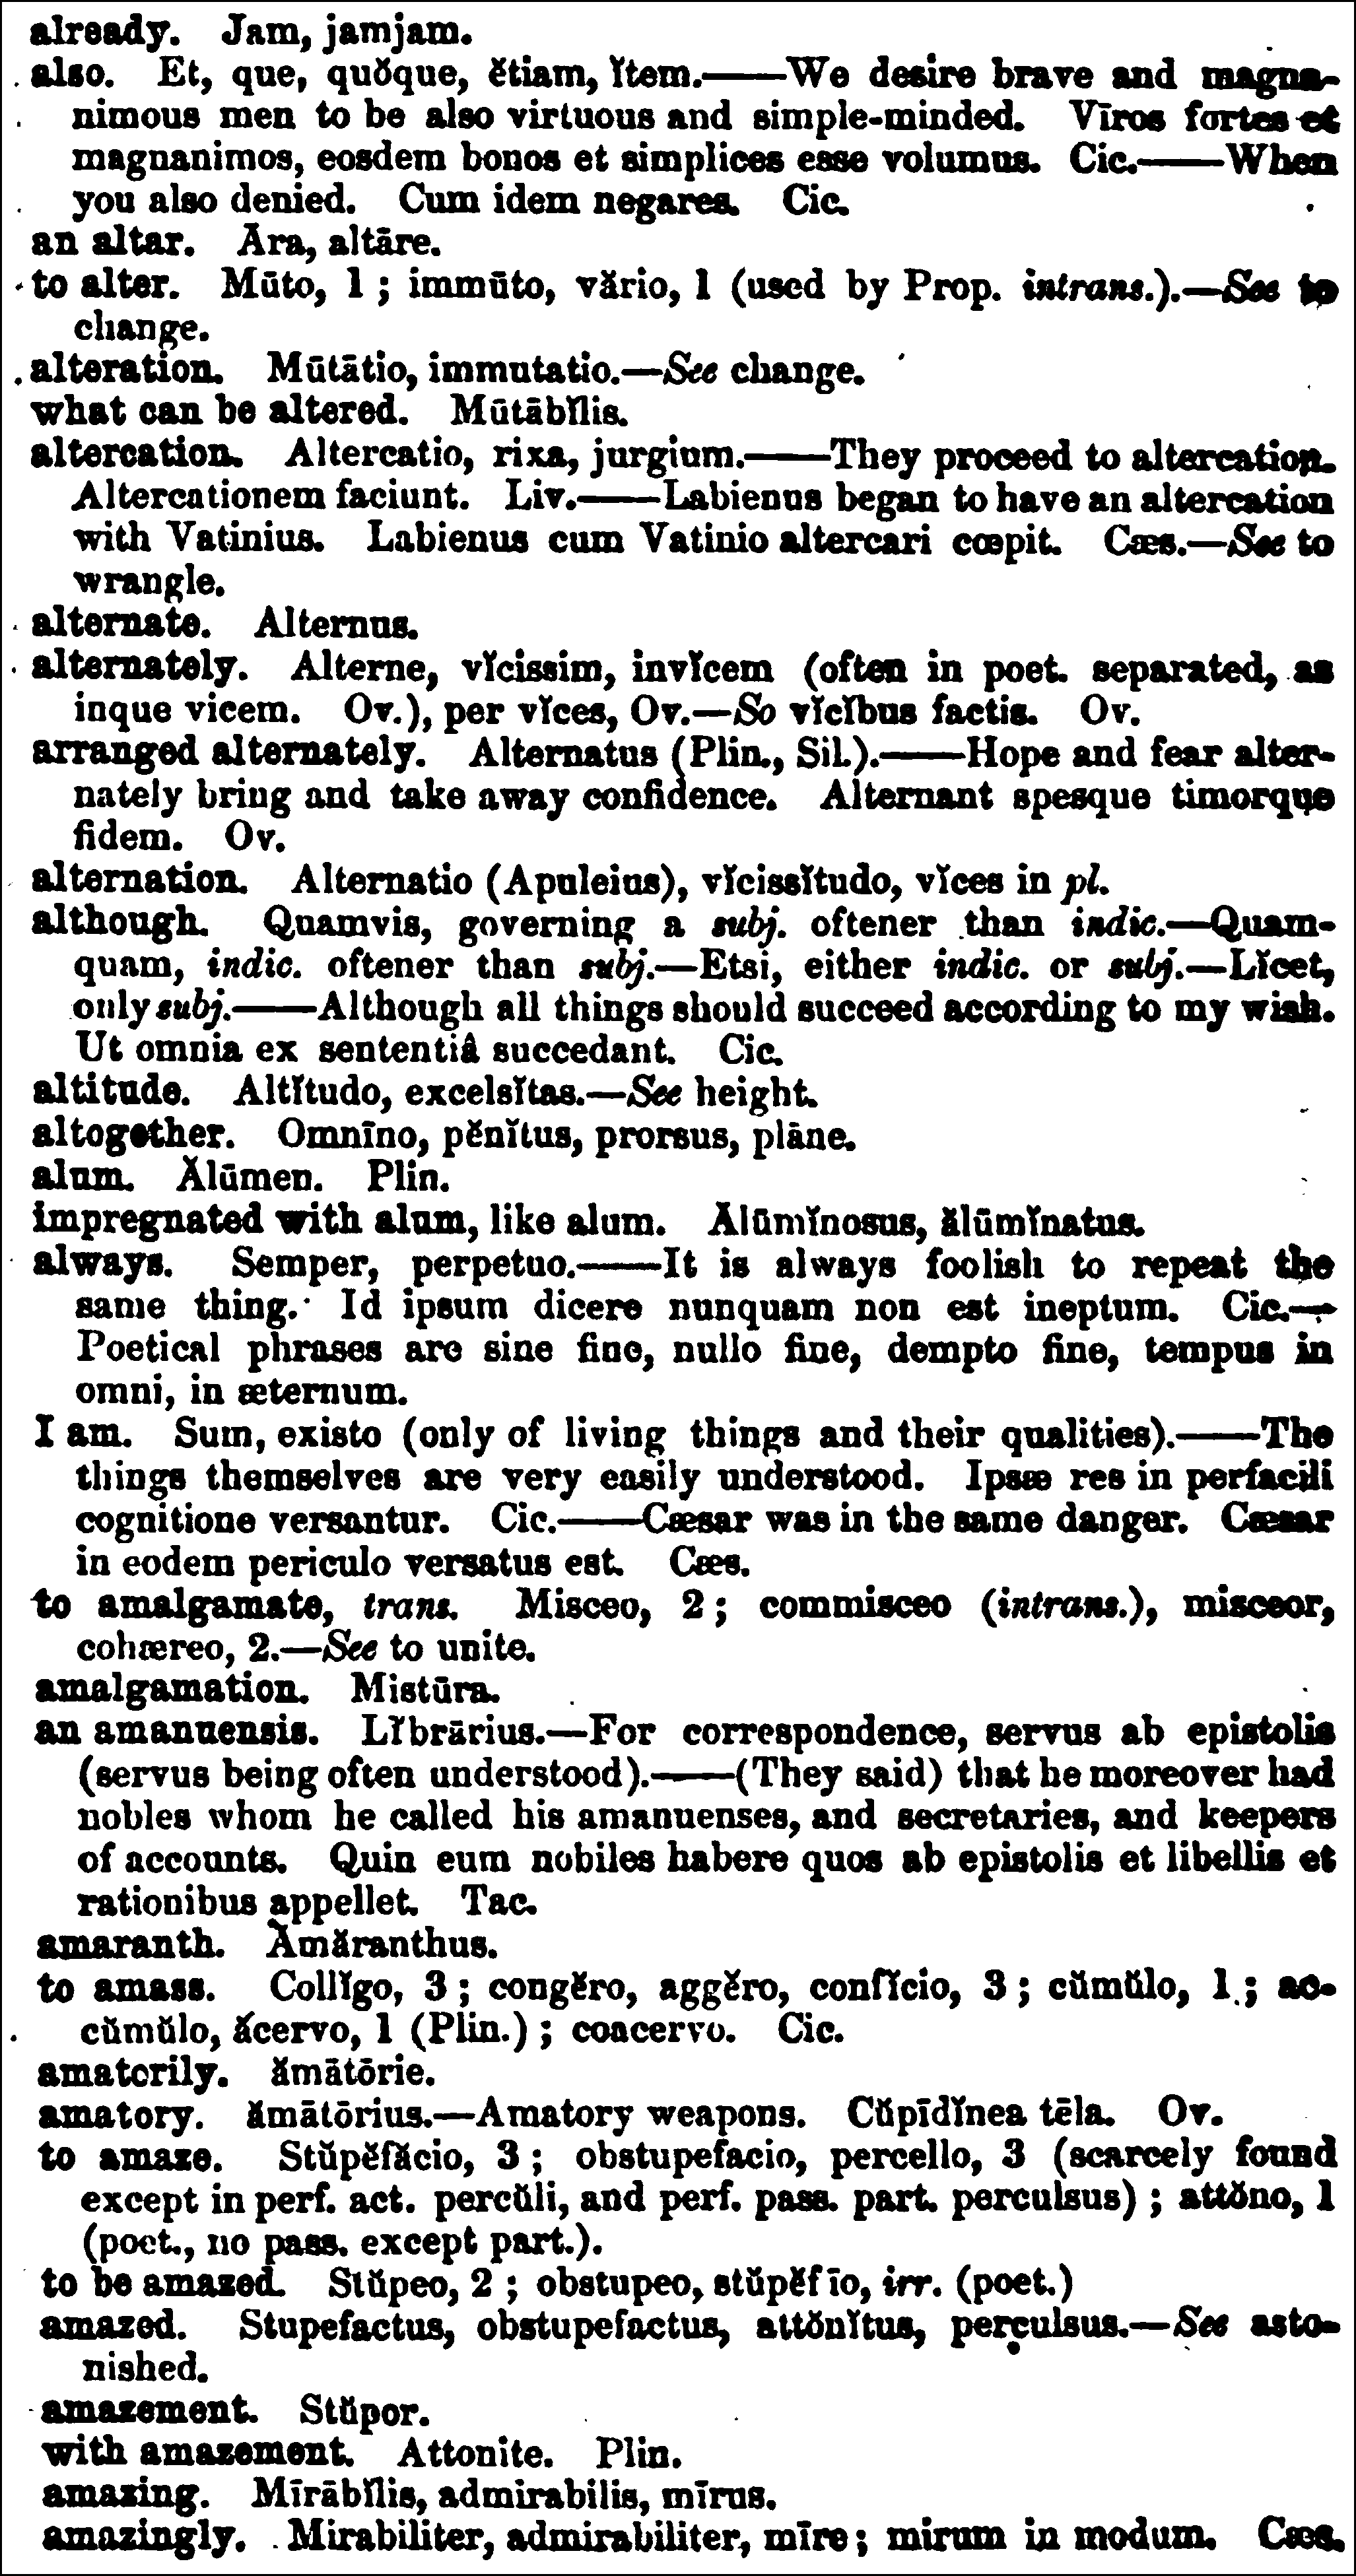 already. Jam, jamjam.
also. Et, que, quŏque, ĕtiam, ĭtem.——We desire brave and magna-
nimous men to be also virtuous and simple-minded. Vīros fortes et
magnanimos, eosdem bonos et simplices esse volumus. Cic.——When
you also denied. Cum idem negares. Cic.
an altar. Āra, altāre.
to alter. Mūto, 1 ; immūto, vărio, 1 (used by Prop. intrans.).—See to
change.
alteration. Mūtātio, immutatio.—See change.
what can be altered. Mūtābĭlis.
altercation. Altercatio, rixa, jurgium.——They proceed to altercation.
Altercationem faciunt. Liv.——Labienus began to have an altercation
with Vatinius. Labienus cum Vatinio altercari cœpit. Cæs.—See to
wrangle.
alternate. Alternus.
alternately. Alterne, vĭcissim, invĭcem (often in poet. separated, as
inque vicem. Ov.), per vĭces, Ov.—So vĭcĭbus factis. Ov.
arranged alternately. Alternatus (Plin., Sil.).——Hope and fear alter-
nately bring and take away confidence. Alternant spesque timorque
fidem. Ov.
alternation. Alternatio (Apuleius), vĭcissĭtudo, vĭces in pl.
although. Quamvis, governing a subj. oftener than indic.—Quam-
quam, indic. oftener than subj.—Etsi, either indic. or subj.—Lĭcet,
only subj.——Although all things should succeed according to my wish.
Ut omnia ex sententiâ succedant. Cic.
altitude. Altĭtudo, excelsĭtas.—See height.
altogether. Omnīno, pĕnĭtus, prorsus, plāne.
alum. Ălūmen. Plin.
impregnated with alum, like alum. Ălūmĭnosus, ălūmĭnatus.
always. Semper, perpetuo.——It is always foolish to repeat the
same thing. Id ipsum dicere nunquam non est ineptum. Cic.—
Poetical phrases are sine fine, nullo fine, dempto fine, tempus in
omni, in æternum.
I am. Sum, existo (only of living things and their qualities).——The
things themselves are very easily understood. Ipsæ res in perfacili
cognitione versantur. Cic.——Cæsar was in the same danger. Cæsar
in eodem periculo versatus est. Cæs.
to amalgamate, trans. Misceo, 2 ; commisceo (intrans.), misceor,
cohæreo, 2.—See to unite.
amalgamation. Mistūra.
an amanuensis. Lĭbrārius.—For correspondence, servus ab epistolis
(servus being often understood).——(They said) that he moreover had
nobles whom he called his amanuenses, and secretaries, and keepers
of accounts. Quin eum nobiles habere quos ab epistolis et libellis et
rationibus appellet. Tac.
amaranth. Ămăranthus.
to amass. Collĭgo, 3 ; congĕro, aggĕro, confĭcio, 3 ; cŭmŭlo, 1 ; ac-
cŭmŭlo, ăcervo, 1 (Plin.) ; coacervo. Cic.
amatorily. ămātōrie.
amatory. ămātōrius.—Amatory weapons. Cŭpīdĭnea tēla. Ov.
to amaze. Stŭpĕfăcio, 3 ; obstupefacio, percello, 3 (scarcely found
except in perf. act. percŭli, and perf. pass. part. perculsus) ; attŏno, 1
(poet., no pass. except part.).
to be amazed. Stŭpeo, 2 ; obstupeo, stŭpĕfīo, irr. (poet.)
amazed. Stupefactus, obstupefactus, attŏnĭtus, perculsus.—See asto-
nished.
amazement. Stŭpor.
with amazement. Attonite. Plin.
amazing. Mīrābĭlis, admirabilis, mīrus.
amazingly. Mirabiliter, admirabiliter, mīre ; mirum in modum. Cæs.